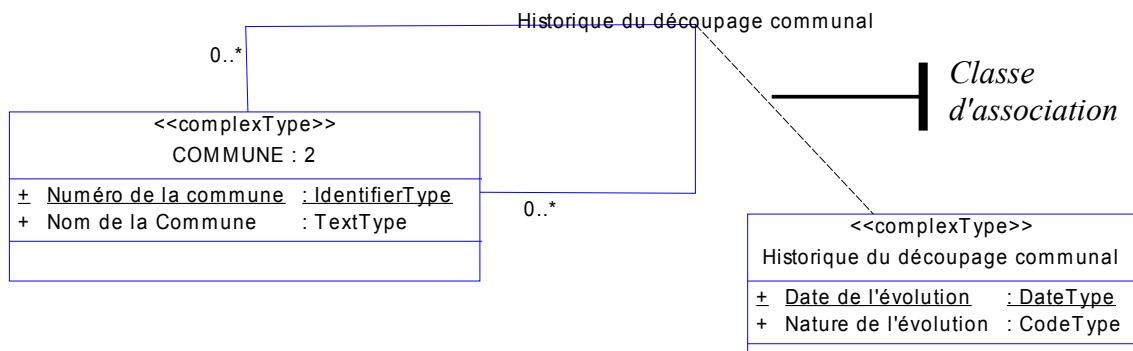 Historique du découpage communal
0..*
Classe
d'association
<<complexType>>
COMMUNE : 2
+ Numéro de la commune : IdentifierType
+ Nom de la Commune : TextType
0..*
<<complexType>>
Historique du découpage communal
+ Date de l'évolution : DateType
+ Nature de l'évolution : CodeType